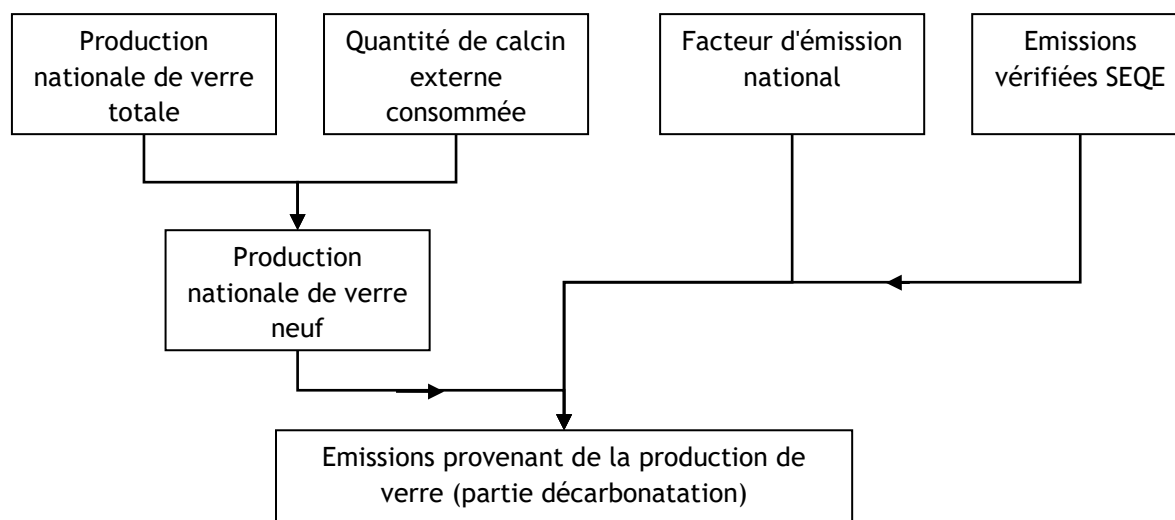 Production
nationale de verre
totale
Quantité de calcin
externe
consommée
Facteur d'émission
national
Emissions
vérifiées SEQE
Production
nationale de verre
neuf
Emissions provenant de la production de
verre (partie décarbonatation)